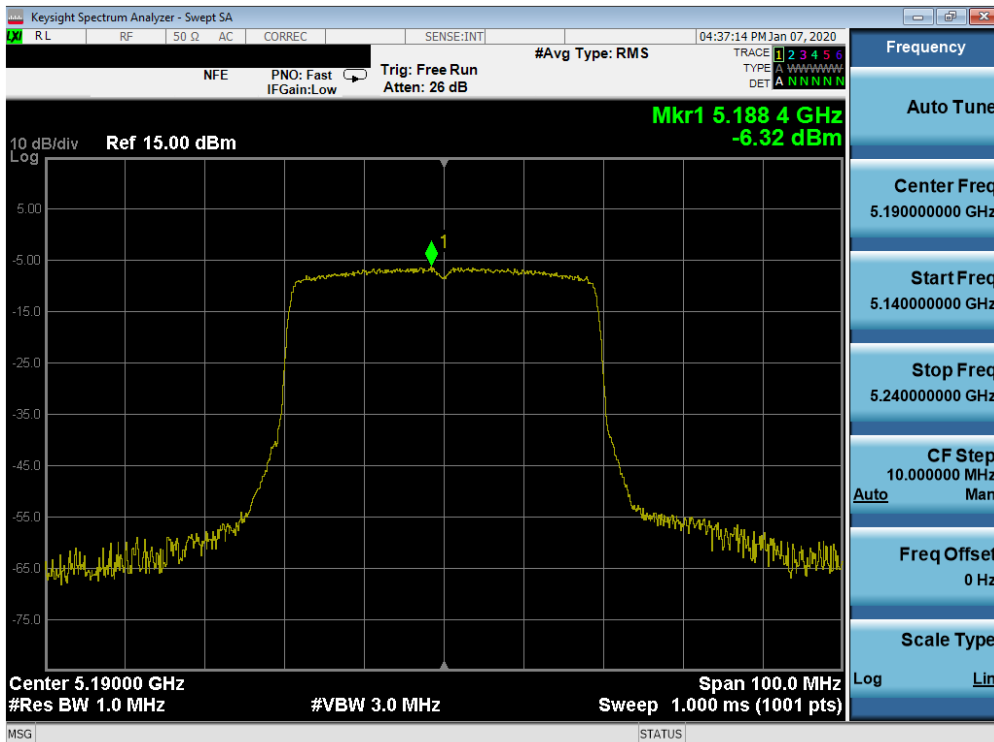 Keysight Spectrum Analyzer - Swept SA
LXI RL RF 50 Ω AC CORREC SENSE:INT 04:37:14 PM Jan 07, 2020
NFE PNO: Fast IFGain:Low Trig: Free Run Atten: 26 dB #Avg Type: RMS
TRACE 1 2 3 4 5 6
TYPE A WWWWW
DET A N N N N N
Mkr1 5.188 4 GHz
-6.32 dBm
10 dB/div Ref 15.00 dBm
Log
5.00
-5.00
-15.0
-25.0
-35.0
-45.0
-55.0
-65.0
-75.0
1
Center 5.19000 GHz Span 100.0 MHz
#Res BW 1.0 MHz #VBW 3.0 MHz Sweep 1.000 ms (1001 pts)
MSG STATUS
Frequency
Auto Tune
Center Freq
5.190000000 GHz
Start Freq
5.140000000 GHz
Stop Freq
5.240000000 GHz
CF Step
10.000000 MHz
Auto Man
Freq Offset
0 Hz
Scale Type
Log Lin